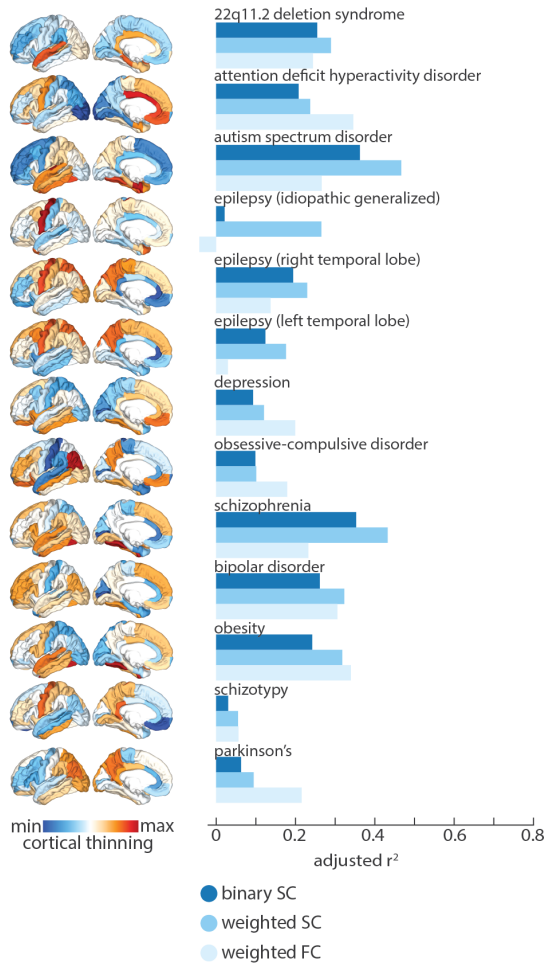 22q11.2 deletion syndrome
attention deficit hyperactivity disorder
autism spectrum disorder
epilepsy (idiopathic generalized)
epilepsy (right temporal lobe)
epilepsy (left temporal lobe)
depression
obsessive-compulsive disorder
schizophrenia
bipolar disorder
obesity
schizotypy
parkinson's
min max
cortical thinning
0 0.2 0.4 0.6 0.8
adjusted r²
binary SC
weighted SC
weighted FC